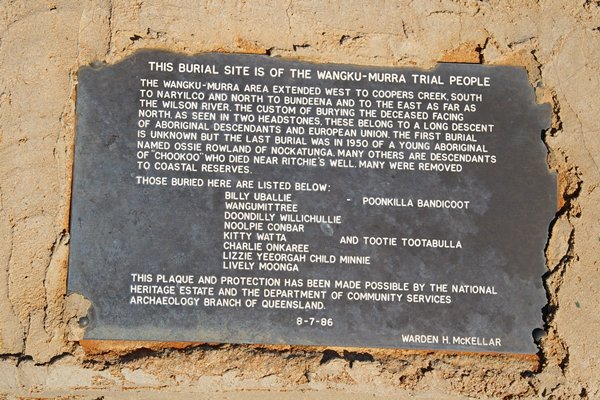 THIS BURIAL SITE IS OF THE WANGKU-MURRA TRIAL PEOPLE
THE WANGKU-MURRA AREA EXTENDED WEST TO COOPERS CREEK, SOUTH
TO NARYILCO AND NORTH TO BUNDEENA AND TO THE EAST AS FAR AS
THE WILSON RIVER. THE CUSTOM OF BURYING THE DECEASED FACING
NORTH, AS SEEN IN TWO HEADSTONES, THESE BELONG TO A LONG DESCENT
OF ABORIGINAL DESCENDANTS AND EUROPEAN UNION. THE FIRST BURIAL
IS UNKNOWN BUT THE LAST BURIAL WAS IN 1950 OF A YOUNG ABORIGINAL
NAMED OSSIE ROWLAND OF NOCKATUNGA. MANY OTHERS ARE DESCENDANTS
OF "CHOOKOO" WHO DIED NEAR RITCHIE'S WELL. MANY WERE REMOVED
TO COASTAL RESERVES.
THOSE BURIED HERE ARE LISTED BELOW:
BILLY UBALLIE - POONKILLA BANDICOOT
WANGUMITTREE
DOONDILLY WILLICHULLIE
NOOLPIE CONBAR
KITTY WATTA AND TOOTIE TOOTABULLA
CHARLIE ONKAREE
LIZZIE YEEORGAH CHILD MINNIE
LIVELY MOONGA
THIS PLAQUE AND PROTECTION HAS BEEN MADE POSSIBLE BY THE NATIONAL
HERITAGE ESTATE AND THE DEPARTMENT OF COMMUNITY SERVICES
ARCHAEOLOGY BRANCH OF QUEENSLAND.
8-7-86
WARDEN H. McKELLAR